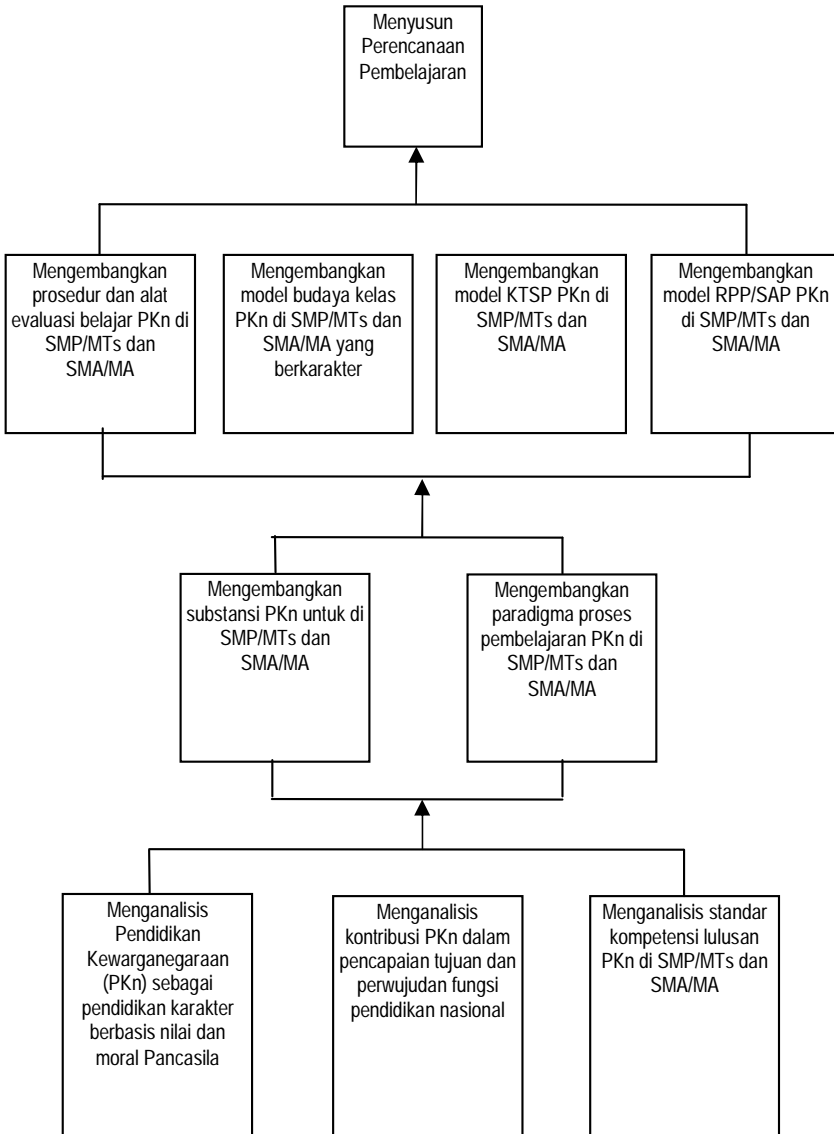 Menyusun
Perencanaan
Pembelajaran
Mengembangkan
prosedur dan alat
evaluasi belajar PKn di
SMP/MTs dan
SMA/MA
Mengembangkan
model budaya kelas
PKn di SMP/MTs dan
SMA/MA yang
berkarakter
Mengembangkan
model KTSP PKn di
SMP/MTs dan
SMA/MA
Mengembangkan
model RPP/SAP PKn
di SMP/MTs dan
SMA/MA
Mengembangkan
substansi PKn untuk di
SMP/MTs dan
SMA/MA
Mengembangkan
paradigma proses
pembelajaran PKn di
SMP/MTs dan
SMA/MA
Menganalisis
Pendidikan
Kewarganegaraan
(PKn) sebagai
pendidikan karakter
berbasis nilai dan
moral Pancasila
Menganalisis
kontribusi PKn dalam
pencapaian tujuan dan
perwujudan fungsi
pendidikan nasional
Menganalisis standar
kompetensi lulusan
PKn di SMP/MTs dan
SMA/MA